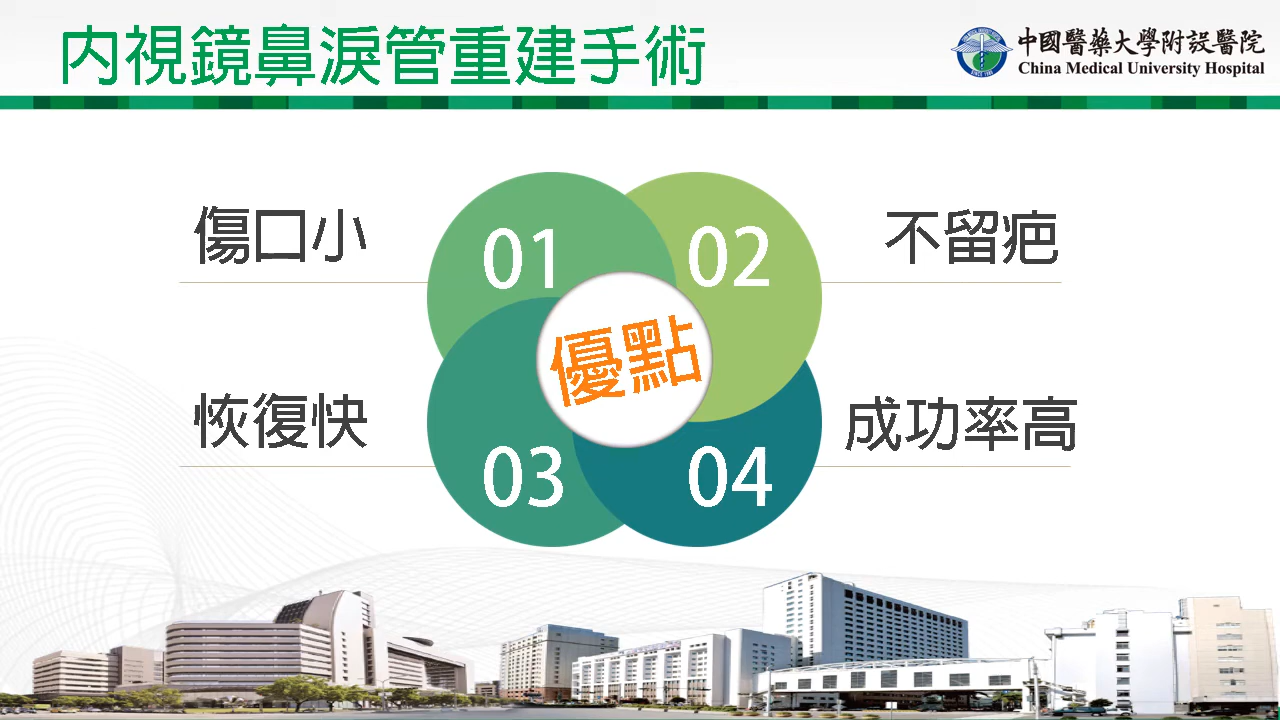 內視鏡鼻淚管重建手術
中國醫藥大學附設醫院
China Medical University Hospital
傷口小
01
02
不留疤
優點
恢復快
03
04
成功率高